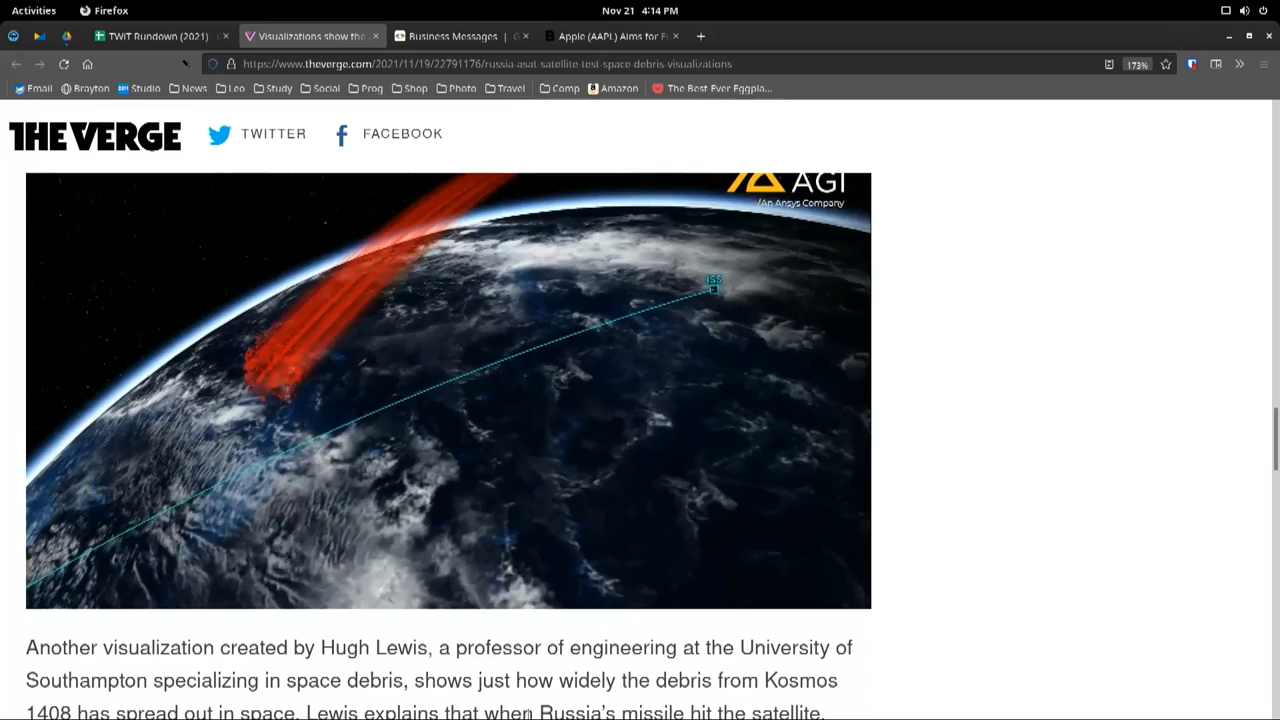 Activities Firefox Nov 21 4:14 PM
TWiT Rundown (2021) Visualizations show the Business Messages | G Apple (AAPL) Aims for F
https://www.theverge.com/2021/11/19/22791176/russia-asat-satellite-test-space-debris-visualizations 173%
Email Brayton Studio News Leo Study Social Prog Shop Photo Travel Comp Amazon The Best Ever Eggpla...
THE VERGE TWITTER FACEBOOK
AGI
An Ansys Company
ISS
Another visualization created by Hugh Lewis, a professor of engineering at the University of
Southampton specializing in space debris, shows just how widely the debris from Kosmos
1408 has spread out in space. Lewis explains that when Russia's missile hit the satellite,